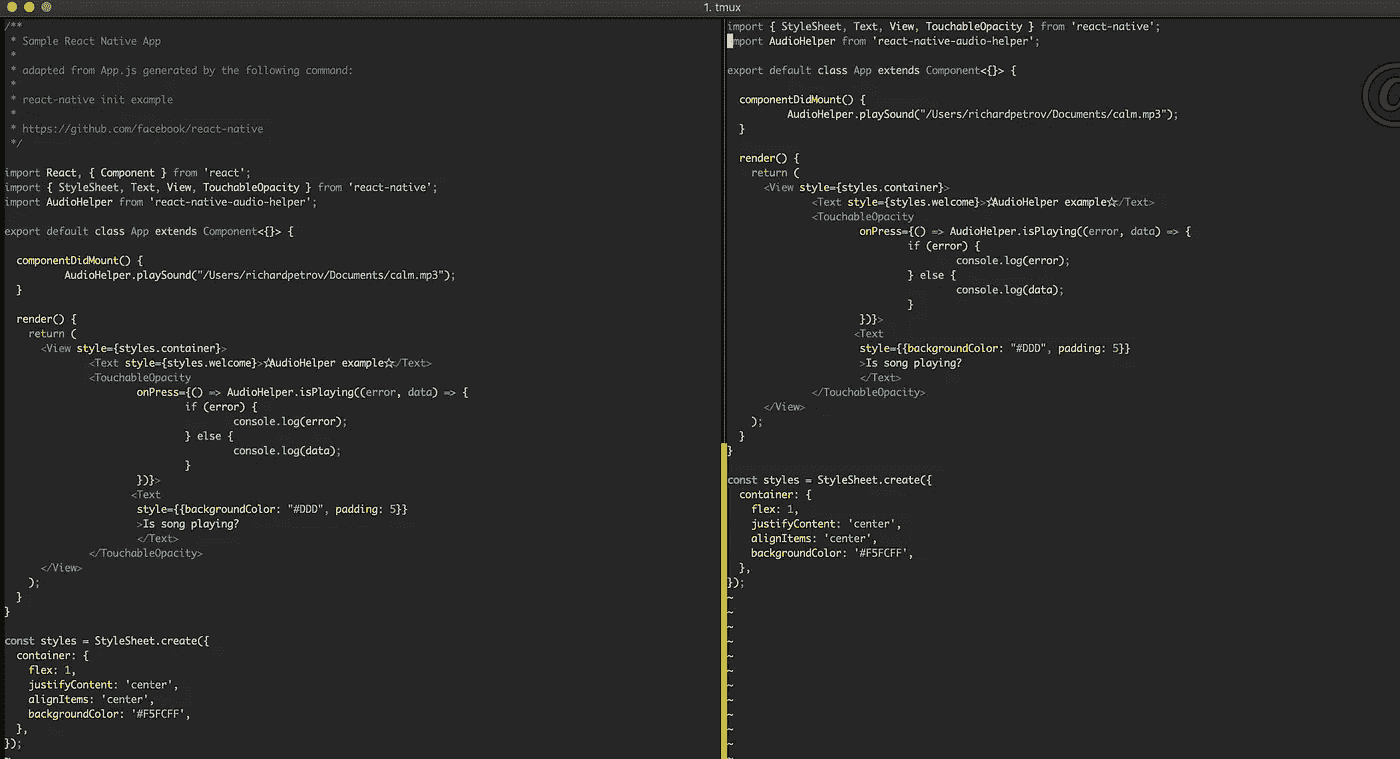 1. tmux
/**
 * Sample React Native App
 *
 * adapted from App.js generated by the following command:
 *
 * react-native init example
 *
 * https://github.com/facebook/react-native
 */
import React, { Component } from 'react';
import { StyleSheet, Text, View, TouchableOpacity } from 'react-native';
import AudioHelper from 'react-native-audio-helper';
export default class App extends Component<{}> {
  componentDidMount() {
          AudioHelper.playSound("/Users/richardpetrov/Documents/calm.mp3");
  }
  render() {
    return (
      <View style={styles.container}>
              <Text style={styles.welcome}>☆AudioHelper example☆</Text>
              <TouchableOpacity
                      onPress={() => AudioHelper.isPlaying((error, data) => {
                              if (error) {
                                      console.log(error);
                              } else {
                                      console.log(data);
                              }
                      })}>
                     <Text
                      style={{backgroundColor: "#DDD", padding: 5}}
                      >Is song playing?
                      </Text>
              </TouchableOpacity>
      </View>
    );
  }
}
const styles = StyleSheet.create({
  container: {
    flex: 1,
    justifyContent: 'center',
    alignItems: 'center',
    backgroundColor: '#F5FCFF',
  },
});
~
import { StyleSheet, Text, View, TouchableOpacity } from 'react-native';
import AudioHelper from 'react-native-audio-helper';
export default class App extends Component<{}> {
  componentDidMount() {
          AudioHelper.playSound("/Users/richardpetrov/Documents/calm.mp3");
  }
  render() {
    return (
      <View style={styles.container}>
              <Text style={styles.welcome}>☆AudioHelper example☆</Text>
              <TouchableOpacity
                      onPress={() => AudioHelper.isPlaying((error, data) => {
                              if (error) {
                                      console.log(error);
                              } else {
                                      console.log(data);
                              }
                      })}>
                     <Text
                      style={{backgroundColor: "#DDD", padding: 5}}
                      >Is song playing?
                      </Text>
              </TouchableOpacity>
      </View>
    );
  }
}
const styles = StyleSheet.create({
  container: {
    flex: 1,
    justifyContent: 'center',
    alignItems: 'center',
    backgroundColor: '#F5FCFF',
  },
});
~
~
~
~
~
~
~
~
~
~
~